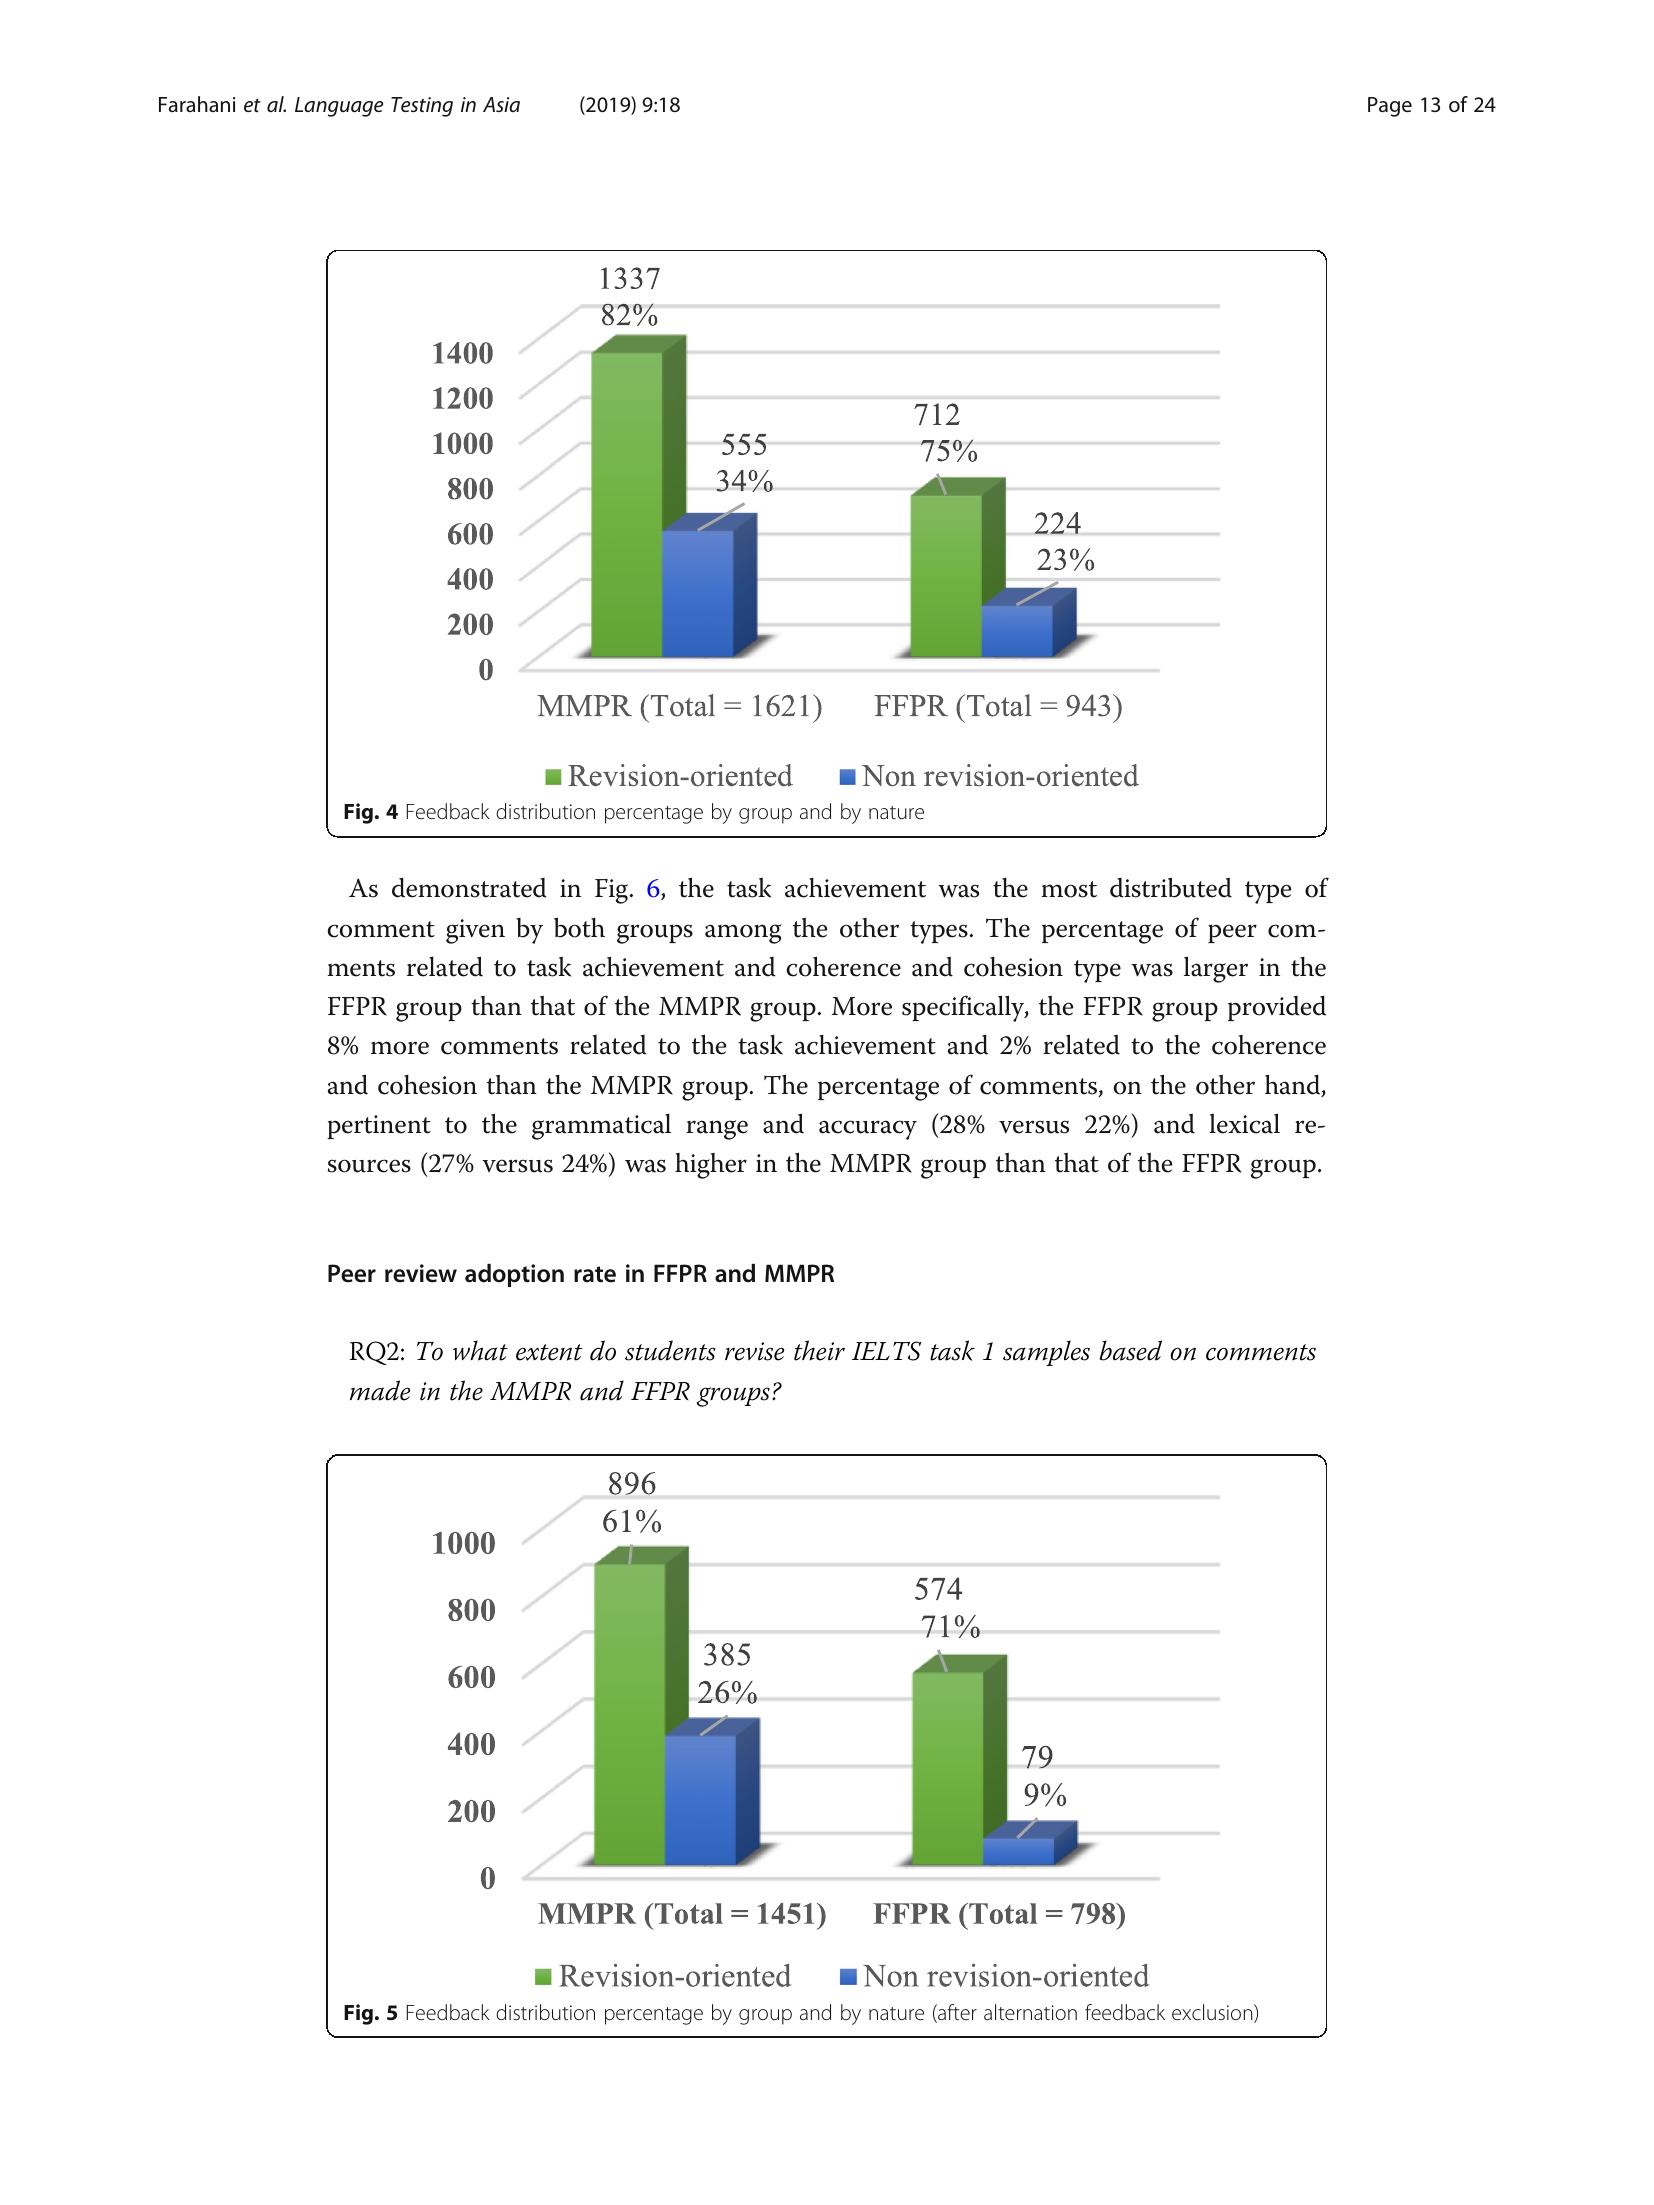 Farahani et al. Language Testing in Asia (2019) 9:18 Page 13 of 24
1337
82%
1400
1200
1000
800
600
400
200
0
555
34%
712
75%
224
23%
MMPR (Total = 1621) FFPR (Total = 943)
Revision-oriented Non revision-oriented
Fig. 4 Feedback distribution percentage by group and by nature
As demonstrated in Fig. 6, the task achievement was the most distributed type of
comment given by both groups among the other types. The percentage of peer com-
ments related to task achievement and coherence and cohesion type was larger in the
FFPR group than that of the MMPR group. More specifically, the FFPR group provided
8% more comments related to the task achievement and 2% related to the coherence
and cohesion than the MMPR group. The percentage of comments, on the other hand,
pertinent to the grammatical range and accuracy (28% versus 22%) and lexical re-
sources (27% versus 24%) was higher in the MMPR group than that of the FFPR group.
Peer review adoption rate in FFPR and MMPR
RQ2: To what extent do students revise their IELTS task 1 samples based on comments
made in the MMPR and FFPR groups?
896
61%
1000
800
600
400
200
0
385
26%
574
71%
79
9%
MMPR (Total = 1451) FFPR (Total = 798)
Revision-oriented Non revision-oriented
Fig. 5 Feedback distribution percentage by group and by nature (after alternation feedback exclusion)